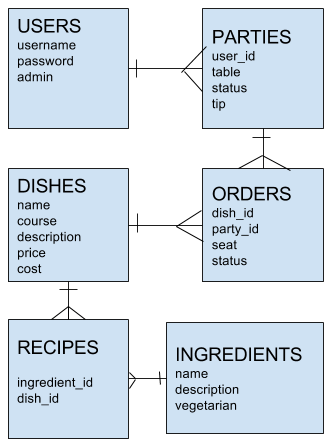 USERS
username
password
admin
PARTIES
user_id
table
status
tip
DISHES
name
course
description
price
cost
ORDERS
dish_id
party_id
seat
status
RECIPES
ingredient_id
dish_id
INGREDIENTS
name
description
vegetarian